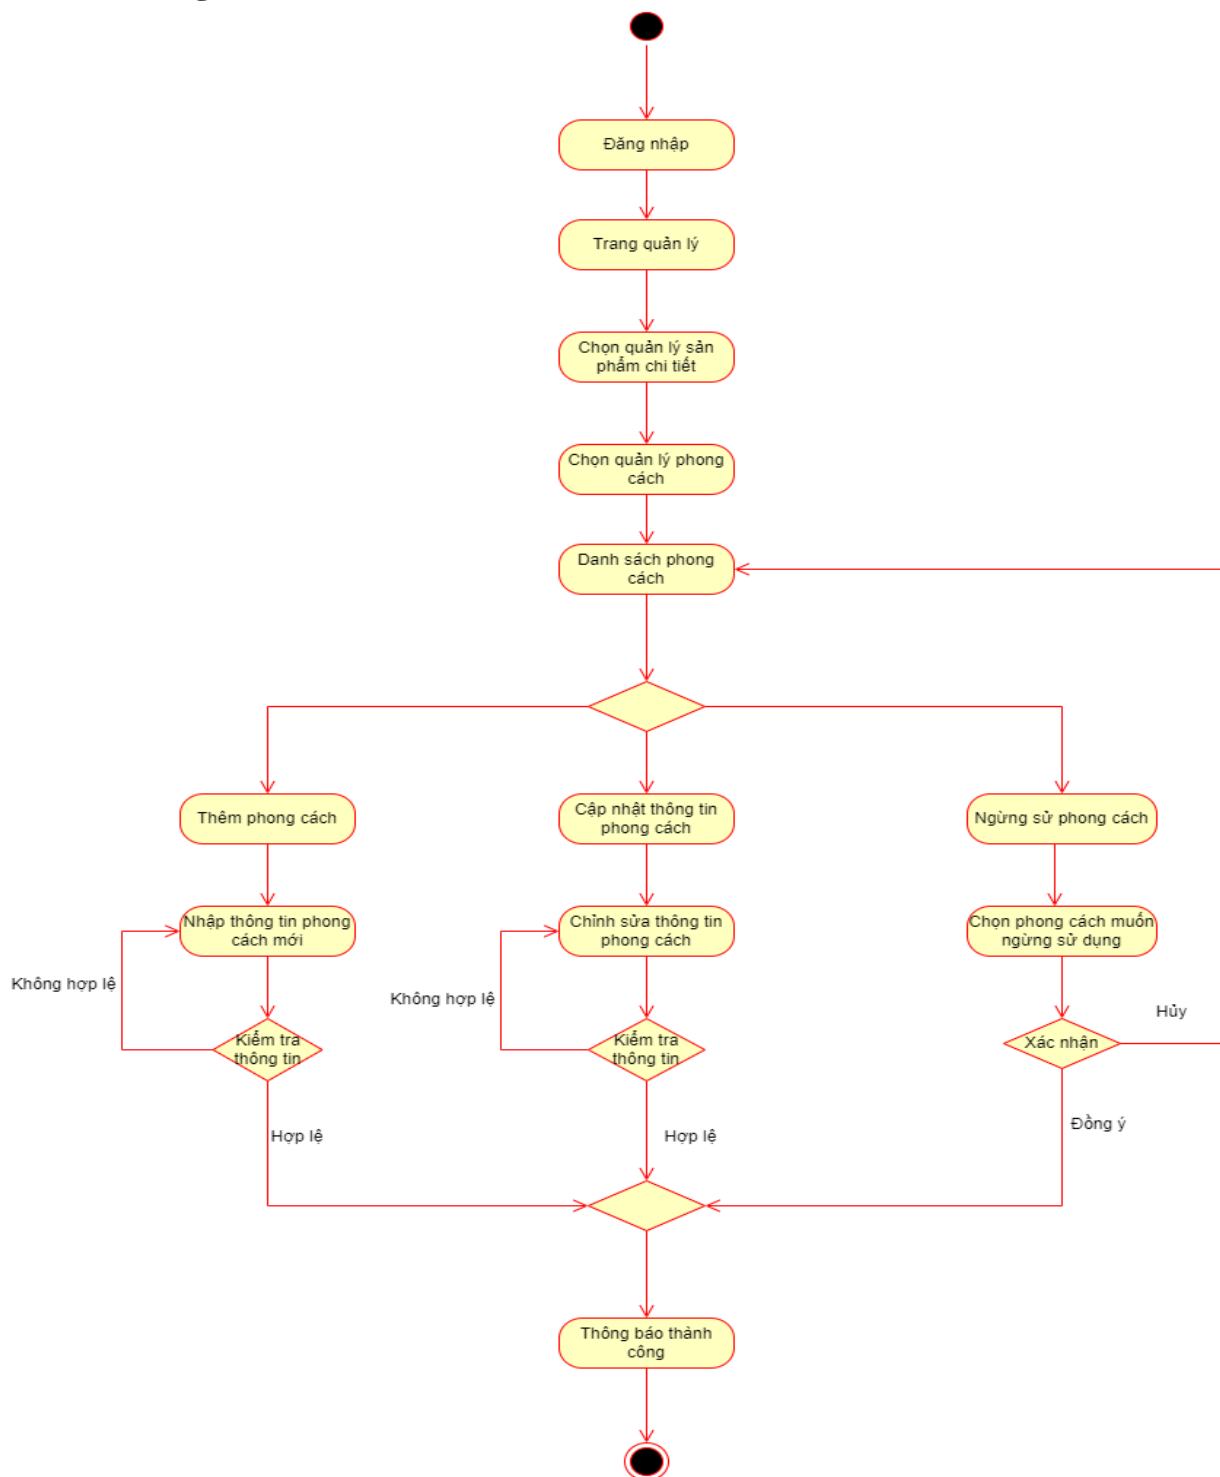 Đăng nhập
Trang quản lý
Chọn quản lý sản
phẩm chi tiết
Chọn quản lý phong
cách
Danh sách phong
cách
Thêm phong cách
Cập nhật thông tin
phong cách
Ngừng sử phong cách
Nhập thông tin phong
cách mới
Chỉnh sửa thông tin
phong cách
Chọn phong cách muốn
ngừng sử dụng
Không hợp lệ
Không hợp lệ
Hủy
Kiểm tra
thông tin
Kiểm tra
thông tin
Xác nhận
Hợp lệ
Hợp lệ
Đồng ý
Thông báo thành
công